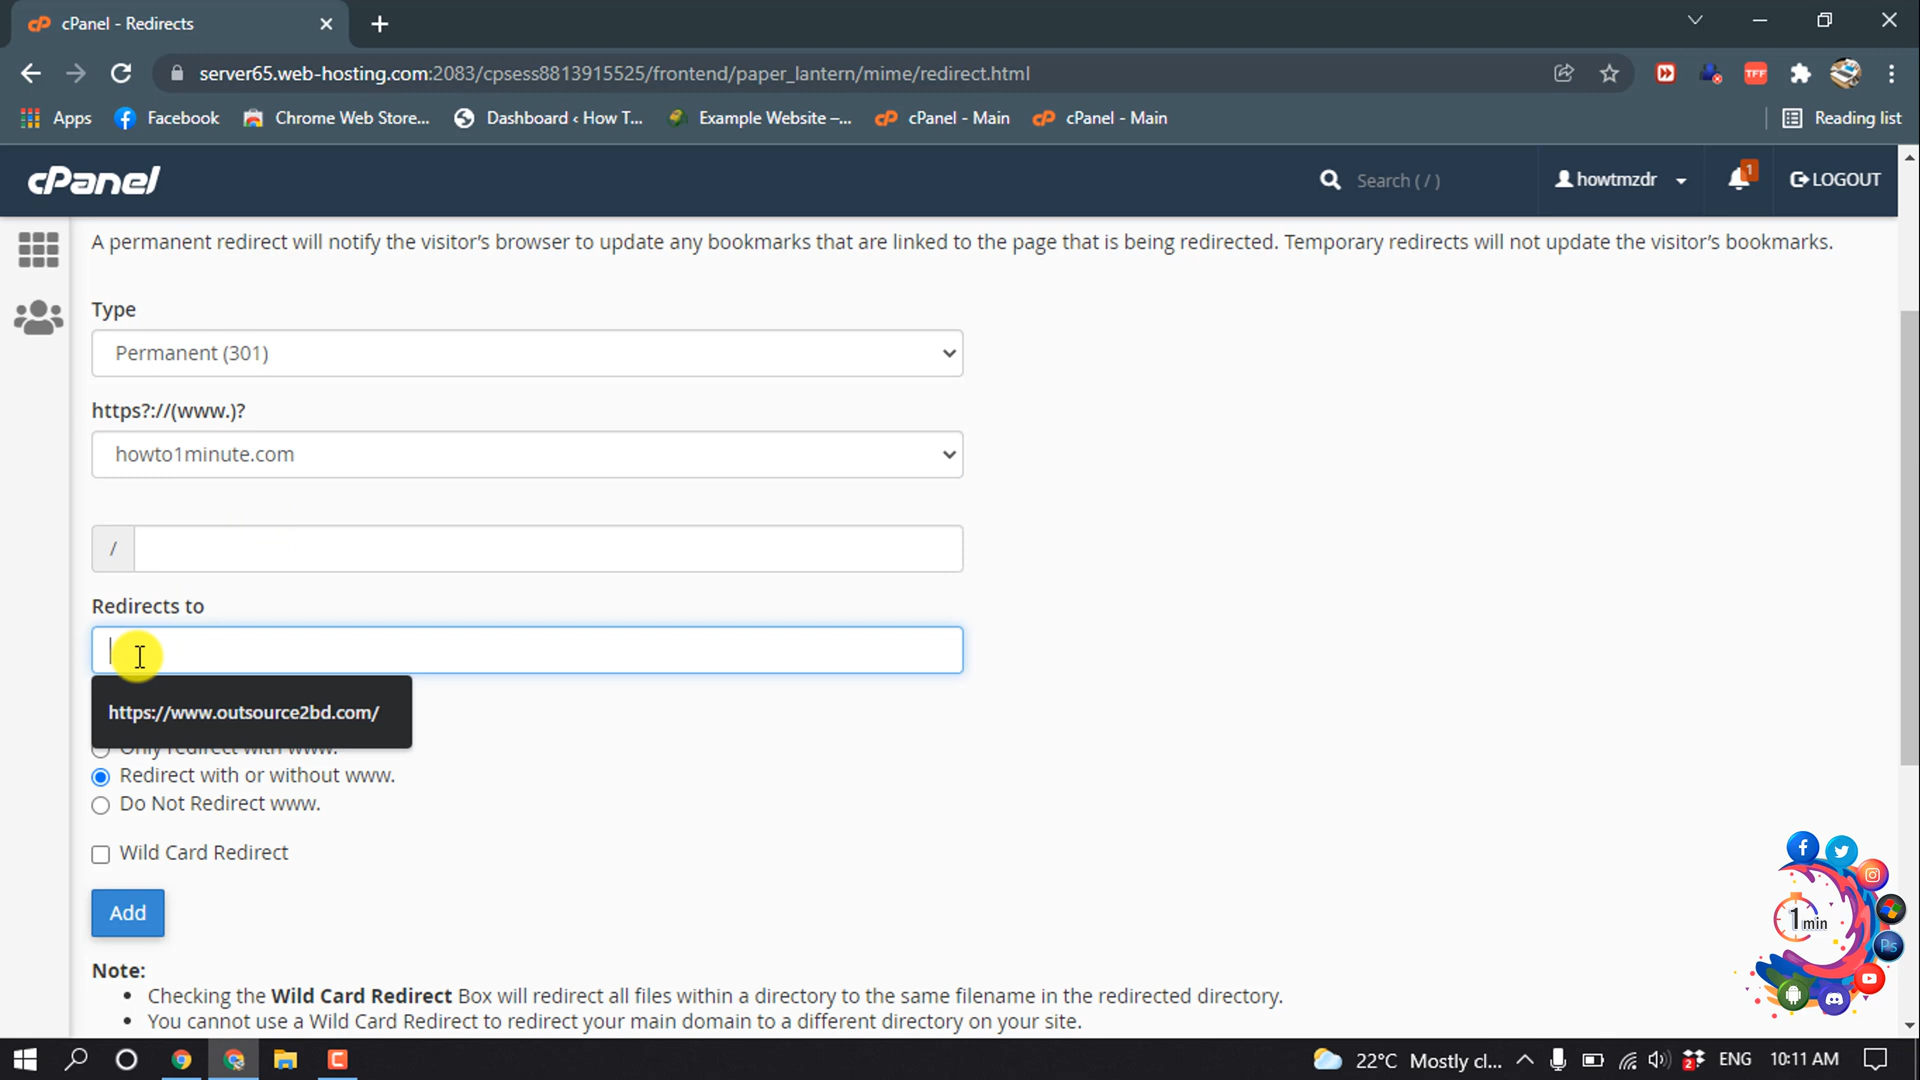 cPanel - Redirects
server65.web-hosting.com:2083/cpsess8813915525/frontend/paper_lantern/mime/redirect.html
TFF
Apps
Facebook
Chrome Web Store...
Dashboard ‹ How T...
Example Website –...
cPanel - Main
cPanel - Main
Reading list
cPanel
Search ( / )
howtmzdr
1
LOGOUT
A permanent redirect will notify the visitor's browser to update any bookmarks that are linked to the page that is being redirected. Temporary redirects will not update the visitor's bookmarks.
Type
Permanent (301)
https?://(www.)?
howto1minute.com
/
Redirects to
https://www.outsource2bd.com/
Only redirect with www.
Redirect with or without www.
Do Not Redirect www.
Wild Card Redirect
Add
Note:
• Checking the Wild Card Redirect Box will redirect all files within a directory to the same filename in the redirected directory.
• You cannot use a Wild Card Redirect to redirect your main domain to a different directory on your site.
1 min
Ps
22°C Mostly cl...
ENG
10:11 AM